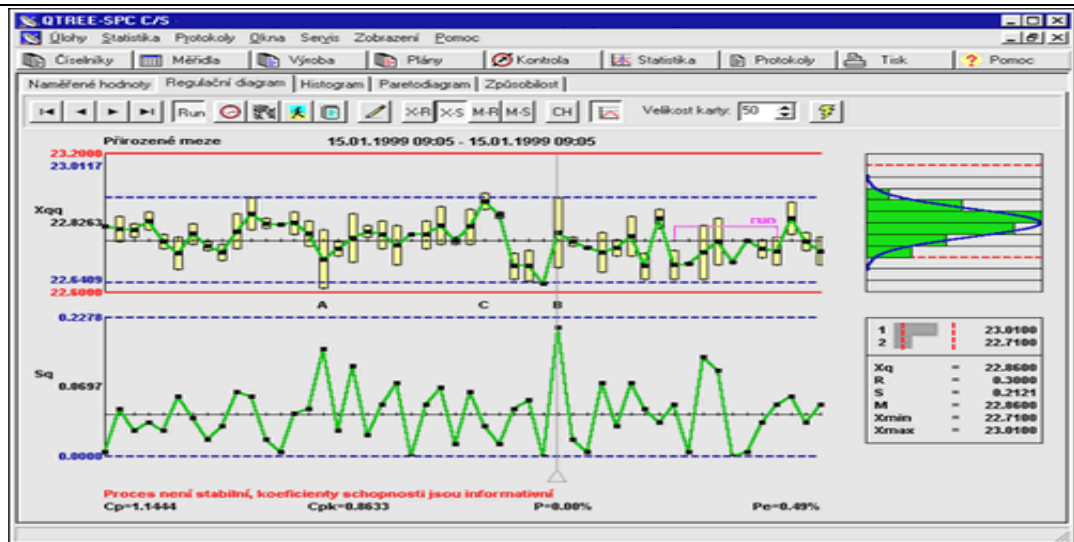 QTREE-SPC C/S
Úlohy Statistika Protokoly Okna Servis Zobrazení Pomoc
Číselníky Měřidla Výroba Plány Kontrola Statistika Protokoly Tisk Pomoc
Naměřené hodnoty Regulační diagram Histogram Paretodiagram Způsobilost
Run X-R X-S M-R M-S CH Velikost karty: 50
Přirozené meze 15.01.1999 09:05 - 15.01.1999 09:05
23.2000
23.0117
Xqq
22.8263
run
22.6409
22.6000
A C B
0.2278
Sq
0.0697
0.0000
1 23.0100
2 22.7100
Xq = 22.8600
R = 0.3000
S = 0.2121
M = 22.8600
Xmin = 22.7100
Xmax = 23.0100
Proces není stabilní, koeficienty schopnosti jsou informativní
Cp=1.1444 Cpk=0.8633 P=0.00% Pe=0.49%